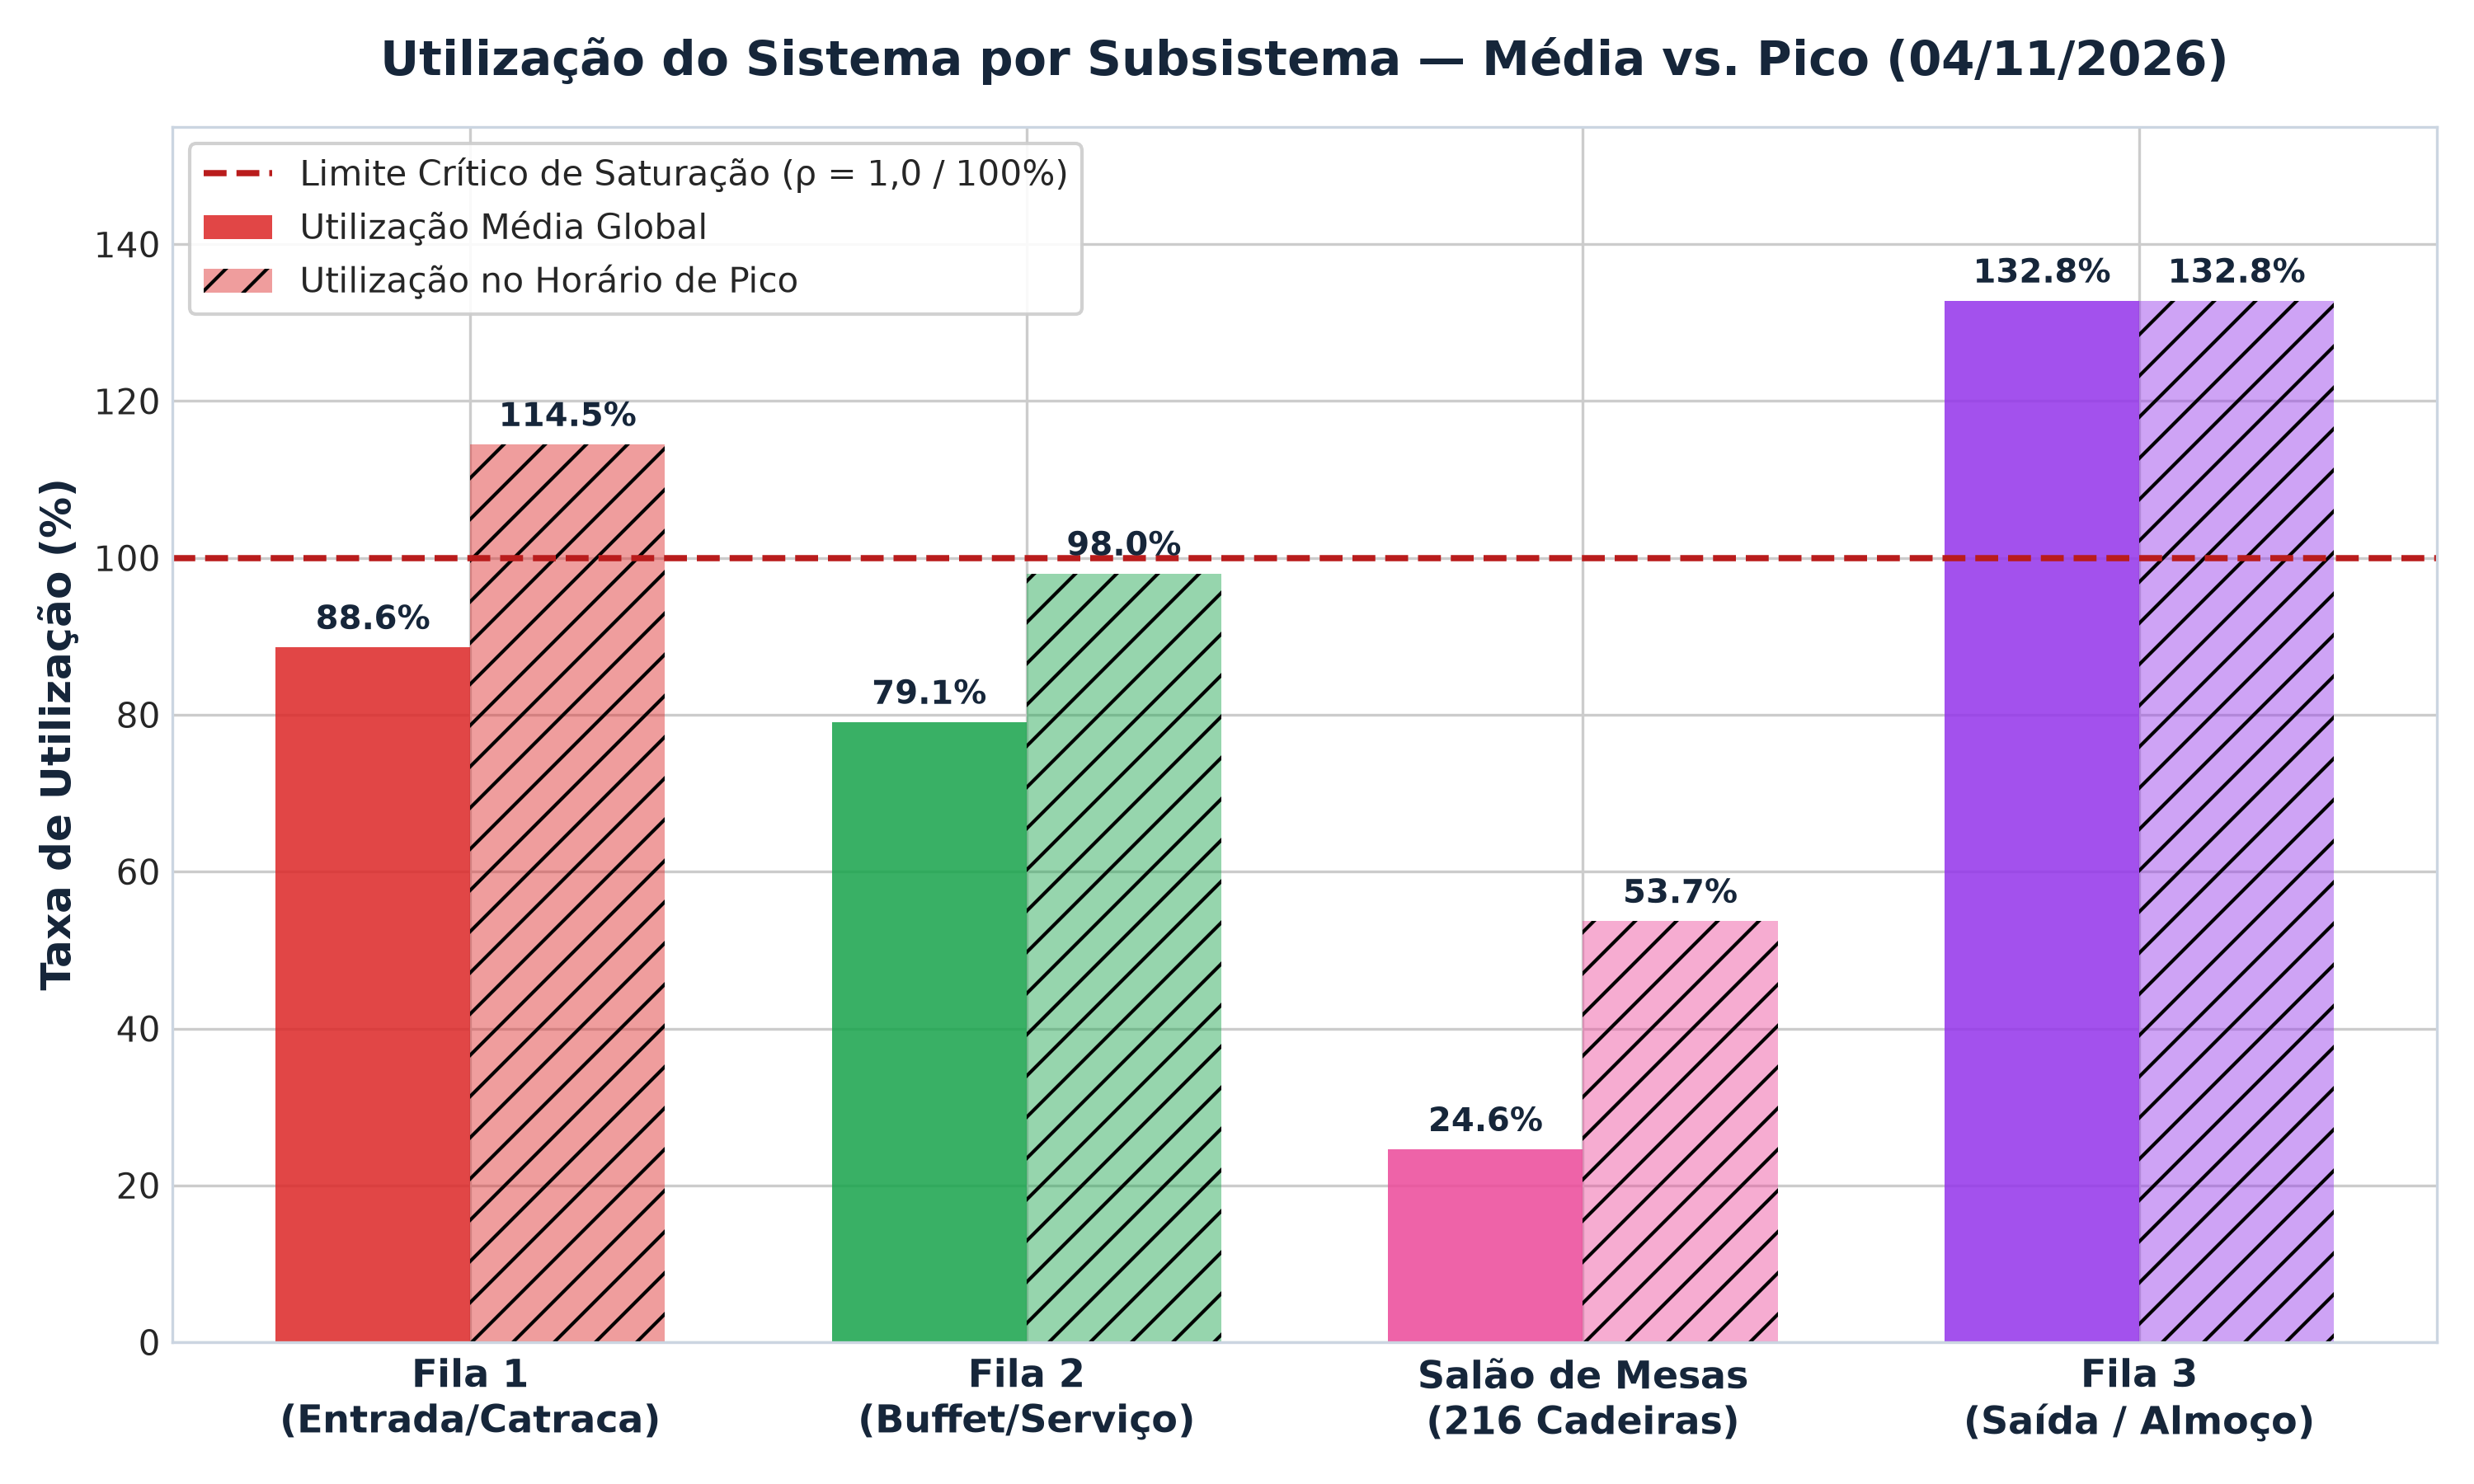 Utilização do Sistema por Subsistema — Média vs. Pico (04/11/2026)
Limite Crítico de Saturação (ρ = 1,0 / 100%)
Utilização Média Global
Utilização no Horário de Pico
Taxa de Utilização (%)
140
120
100
80
60
40
20
0
88.6%
114.5%
79.1%
98.0%
24.6%
53.7%
132.8%
132.8%
Fila 1
(Entrada/Catraca)
Fila 2
(Buffet/Serviço)
Salão de Mesas
(216 Cadeiras)
Fila 3
(Saída / Almoço)